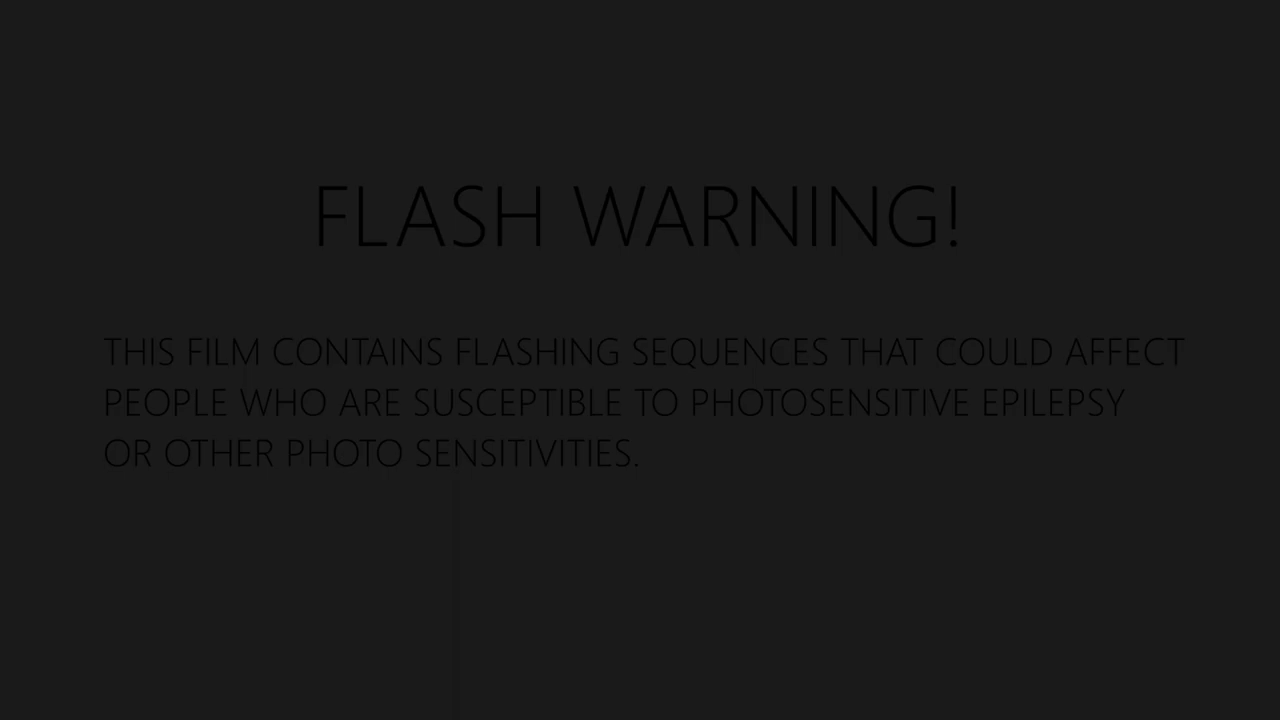 FLASH WARNING!
THIS FILM CONTAINS FLASHING SEQUENCES THAT COULD AFFECT
PEOPLE WHO ARE SUSCEPTIBLE TO PHOTOSENSITIVE EPILEPSY
OR OTHER PHOTO SENSITIVITIES.